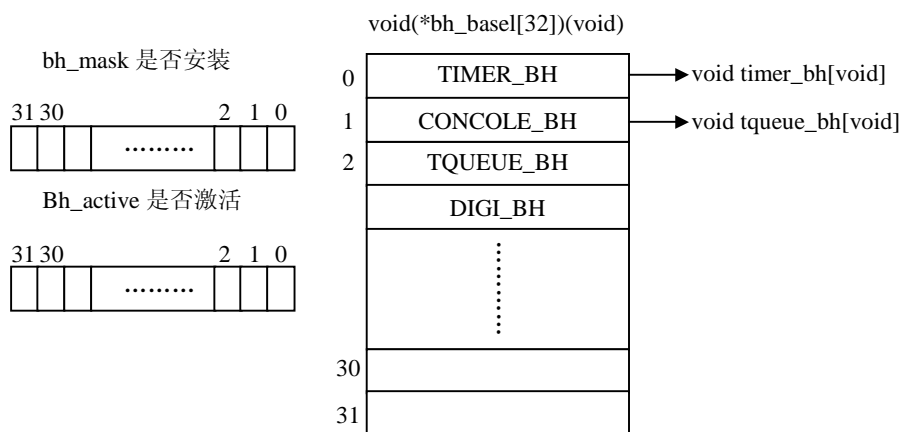 void(*bh_basel[32])(void)
bh_mask 是否安装
0 TIMER_BH void timer_bh[void]
31 30 2 1 0
1 CONCOLE_BH void tqueue_bh[void]
………
2 TQUEUE_BH
Bh_active 是否激活
DIGI_BH
31 30 2 1 0
………
30
31